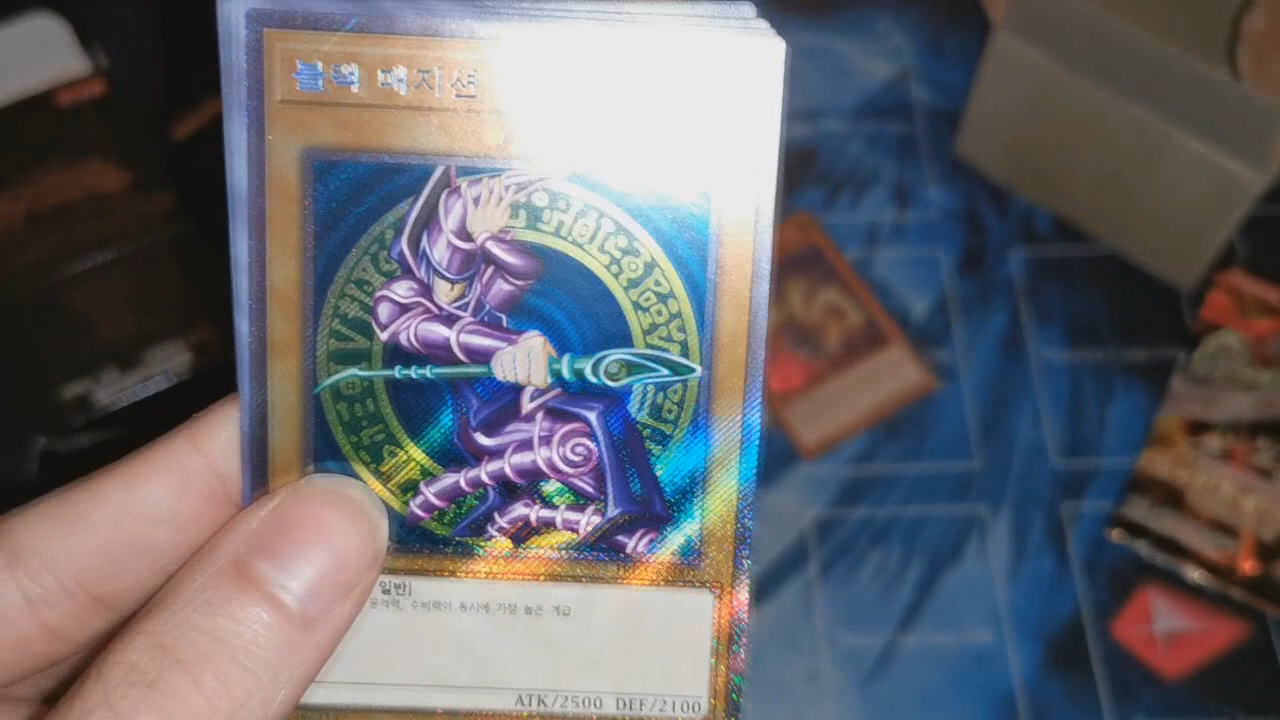 블랙 매지션
일반]
공격력, 수비력이 동시에 가장 높은 계급
ATK/2500 DEF/2100